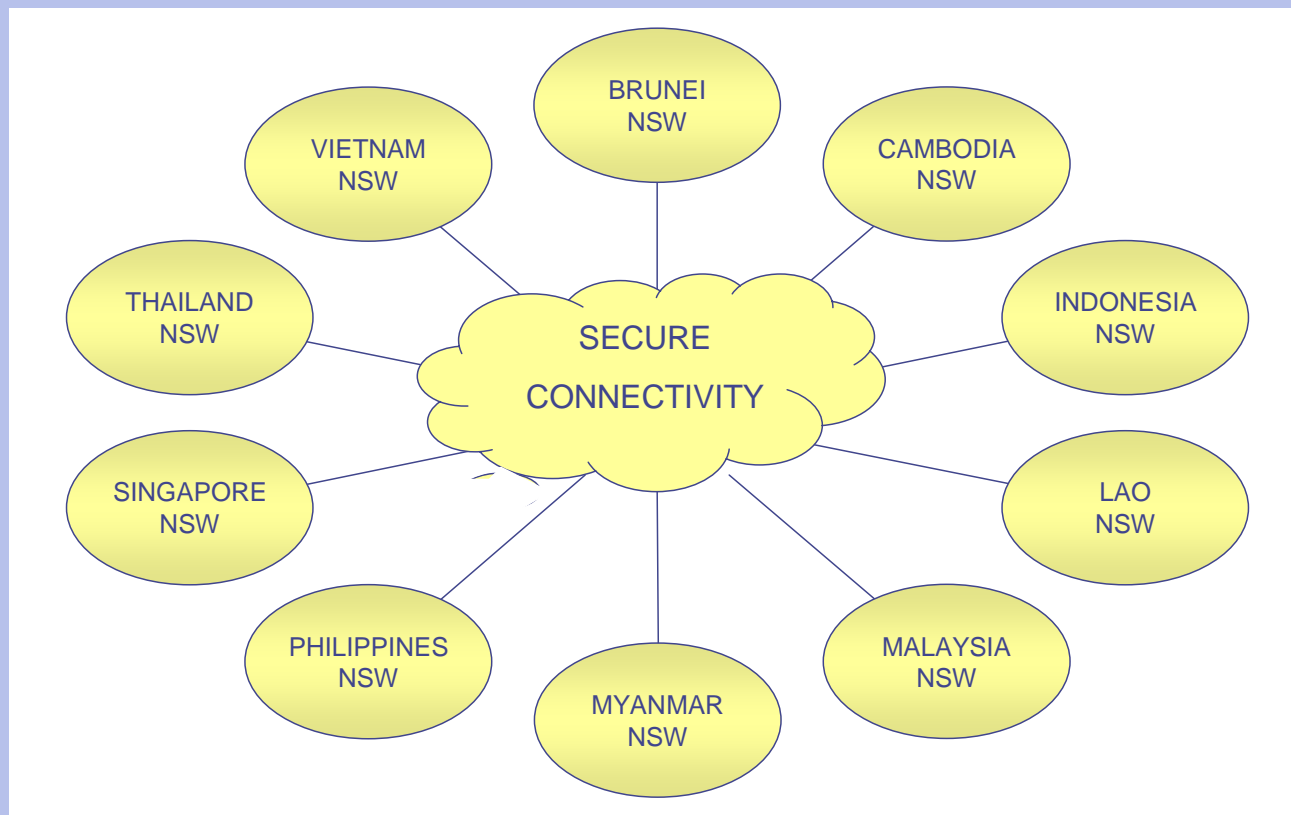 BRUNEI
NSW
VIETNAM
NSW
CAMBODIA
NSW
THAILAND
NSW
INDONESIA
NSW
SECURE
CONNECTIVITY
SINGAPORE
NSW
LAO
NSW
PHILIPPINES
NSW
MALAYSIA
NSW
MYANMAR
NSW